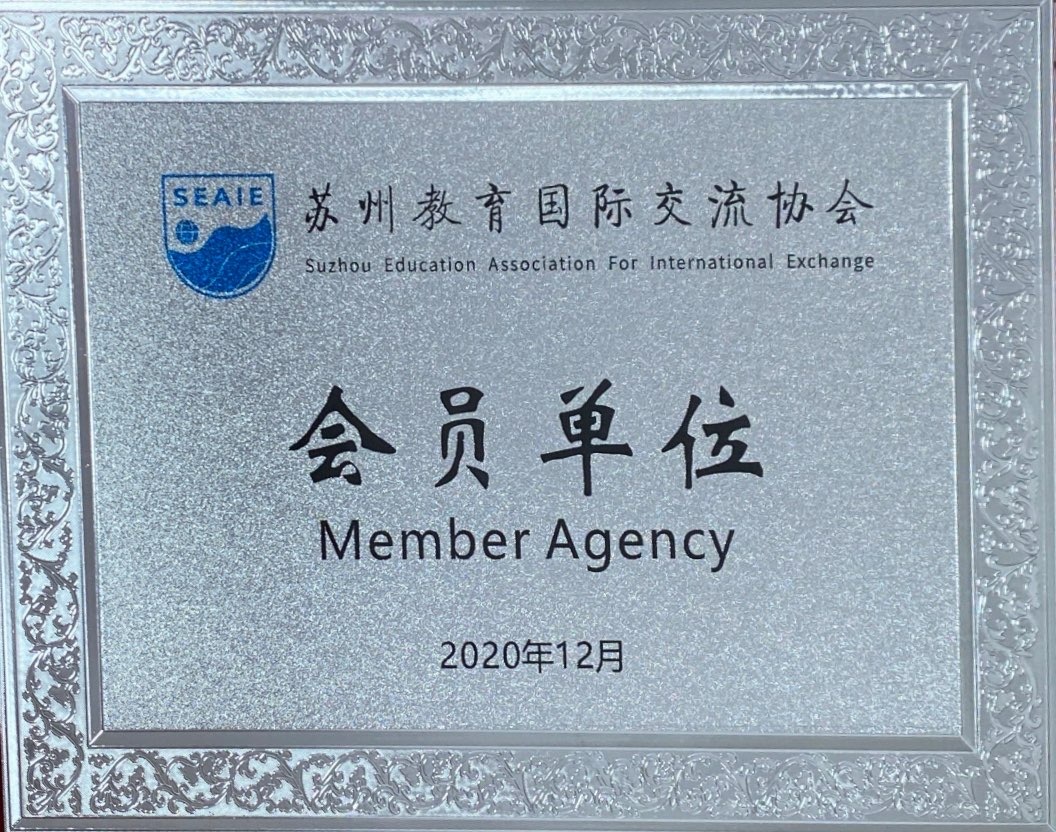 SEAIE
苏州教育国际交流协会
Suzhou Education Association For International Exchange
会员单位
Member Agency
2020年12月